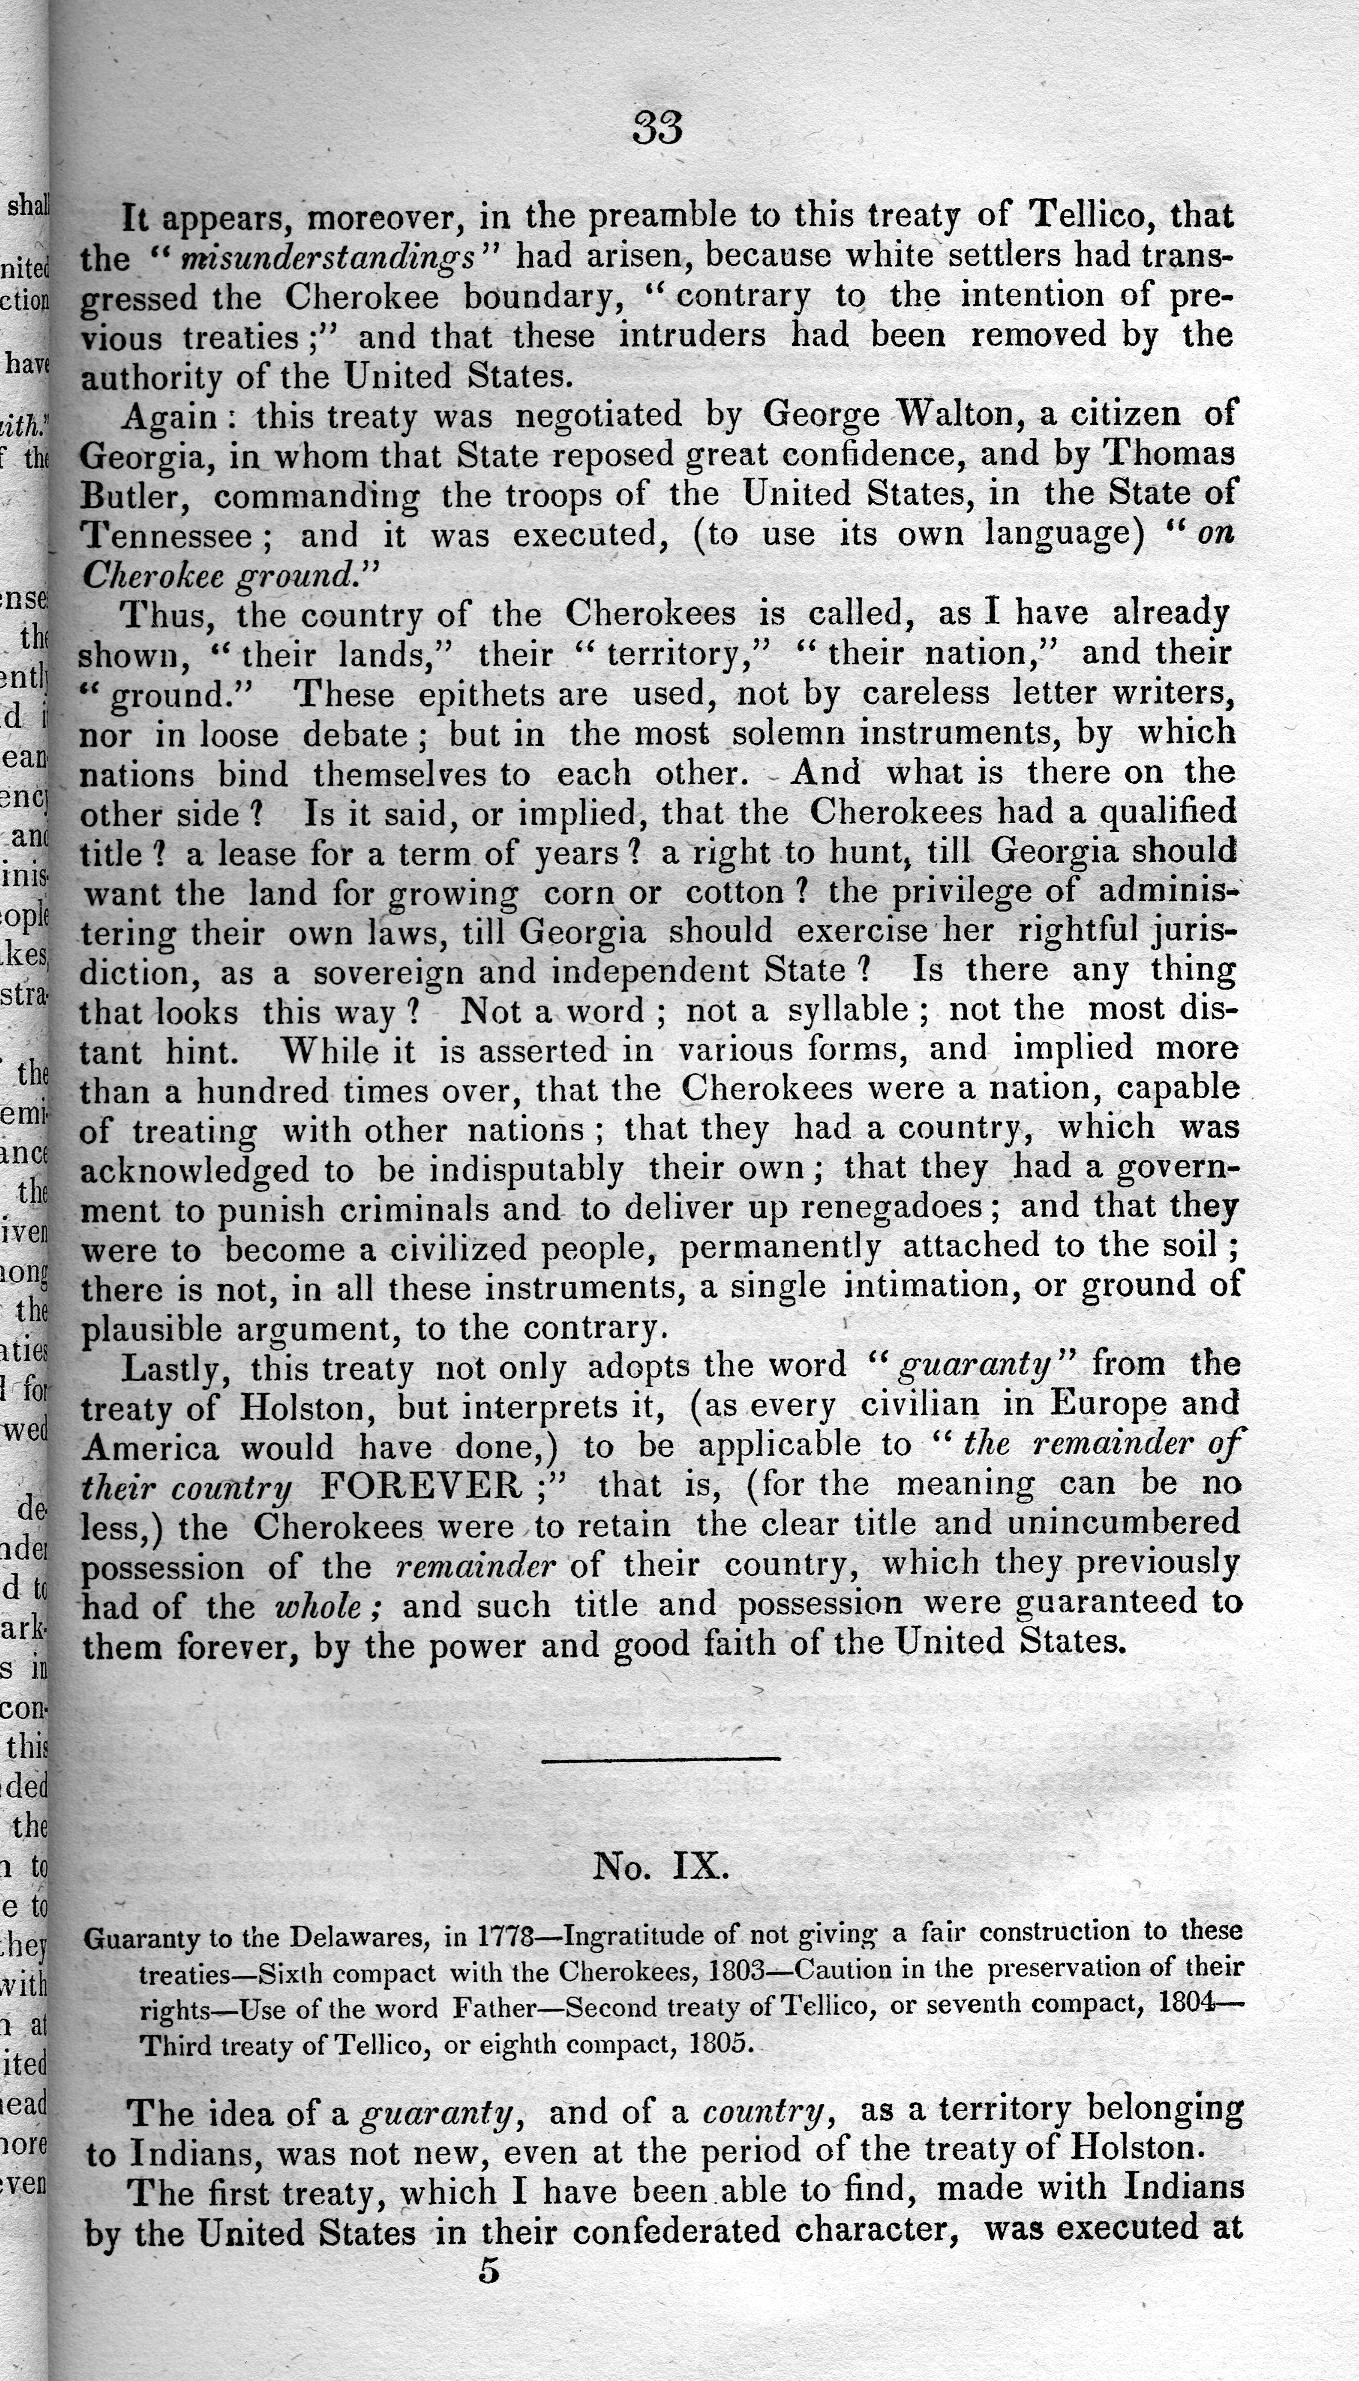 33
It appears, moreover, in the preamble to this treaty of Tellico, that
the “ misunderstandings” had arisen, because white settlers had trans-
gressed the Cherokee boundary, “ contrary to the intention of pre-
vious treaties ;” and that these intruders had been removed by the
authority of the United States.
Again : this treaty was negotiated by George Walton, a citizen of
Georgia, in whom that State reposed great confidence, and by Thomas
Butler, commanding the troops of the United States, in the State of
Tennessee ; and it was executed, (to use its own language) “ on
Cherokee ground.”
Thus, the country of the Cherokees is called, as I have already
shown, “ their lands,” their “ territory,” “ their nation,” and their
“ ground.” These epithets are used, not by careless letter writers,
nor in loose debate ; but in the most solemn instruments, by which
nations bind themselves to each other. And what is there on the
other side ? Is it said, or implied, that the Cherokees had a qualified
title ? a lease for a term of years ? a right to hunt, till Georgia should
want the land for growing corn or cotton ? the privilege of adminis-
tering their own laws, till Georgia should exercise her rightful juris-
diction, as a sovereign and independent State ? Is there any thing
that looks this way ? Not a word ; not a syllable ; not the most dis-
tant hint. While it is asserted in various forms, and implied more
than a hundred times over, that the Cherokees were a nation, capable
of treating with other nations ; that they had a country, which was
acknowledged to be indisputably their own ; that they had a govern-
ment to punish criminals and to deliver up renegadoes ; and that they
were to become a civilized people, permanently attached to the soil ;
there is not, in all these instruments, a single intimation, or ground of
plausible argument, to the contrary.
Lastly, this treaty not only adopts the word “ guaranty” from the
treaty of Holston, but interprets it, (as every civilian in Europe and
America would have done,) to be applicable to “ the remainder of
their country FOREVER ;” that is, (for the meaning can be no
less,) the Cherokees were to retain the clear title and unincumbered
possession of the remainder of their country, which they previously
had of the whole ; and such title and possession were guaranteed to
them forever, by the power and good faith of the United States.
No. IX.
Guaranty to the Delawares, in 1778—Ingratitude of not giving a fair construction to these
treaties—Sixth compact with the Cherokees, 1803—Caution in the preservation of their
rights—Use of the word Father—Second treaty of Tellico, or seventh compact, 1804—
Third treaty of Tellico, or eighth compact, 1805.
The idea of a guaranty, and of a country, as a territory belonging
to Indians, was not new, even at the period of the treaty of Holston.
The first treaty, which I have been able to find, made with Indians
by the United States in their confederated character, was executed at
5